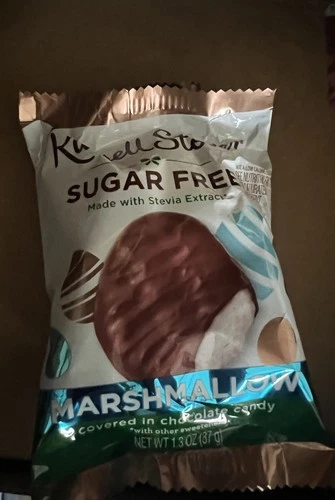 SUGAR FREE
Made with Stevia Extract
MARSHMALLOW
covered in chocolate candy
*with other sweeteners
NET WT 1.3 OZ (37g)